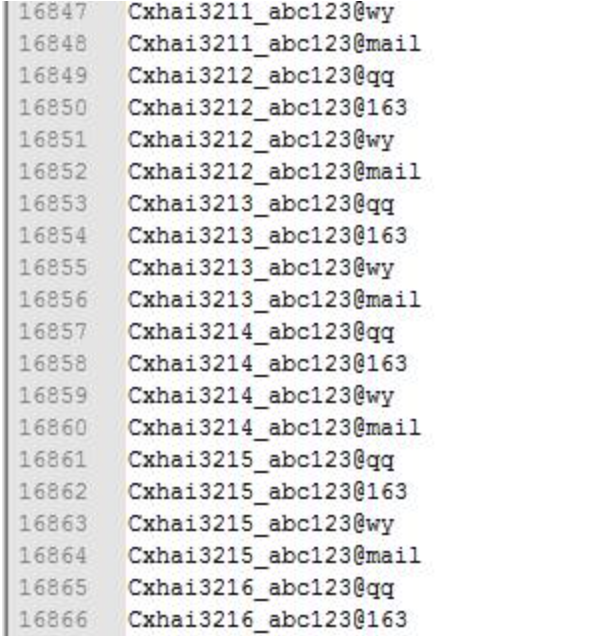 16847 Cxhai3211_abc123@wy
16848 Cxhai3211_abc123@mail
16849 Cxhai3212_abc123@qq
16850 Cxhai3212_abc123@163
16851 Cxhai3212_abc123@wy
16852 Cxhai3212_abc123@mail
16853 Cxhai3213_abc123@qq
16854 Cxhai3213_abc123@163
16855 Cxhai3213_abc123@wy
16856 Cxhai3213_abc123@mail
16857 Cxhai3214_abc123@qq
16858 Cxhai3214_abc123@163
16859 Cxhai3214_abc123@wy
16860 Cxhai3214_abc123@mail
16861 Cxhai3215_abc123@qq
16862 Cxhai3215_abc123@163
16863 Cxhai3215_abc123@wy
16864 Cxhai3215_abc123@mail
16865 Cxhai3216_abc123@qq
16866 Cxhai3216_abc123@163